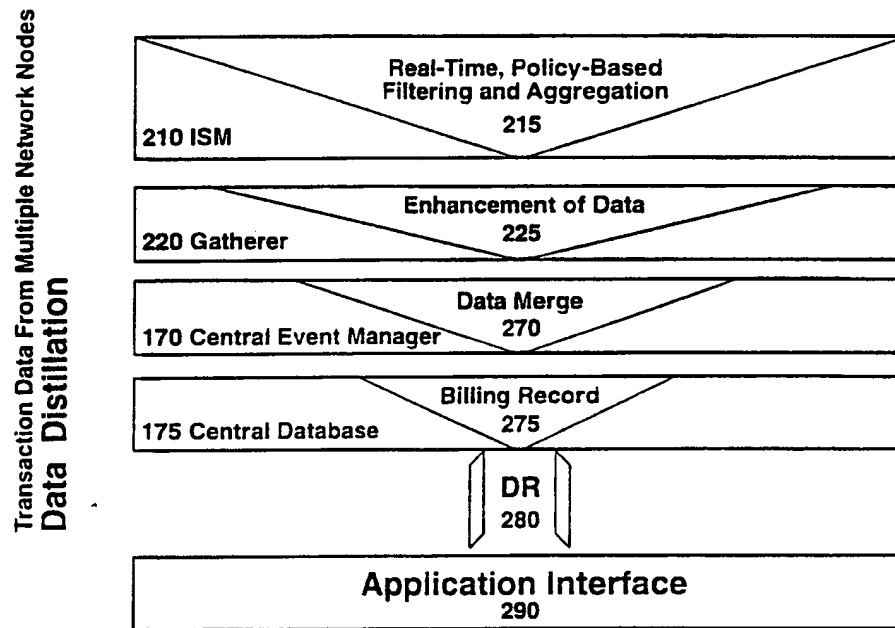 Transaction Data From Multiple Network Nodes
Data Distillation
Real-Time, Policy-Based
Filtering and Aggregation
215
210 ISM
Enhancement of Data
225
220 Gatherer
Data Merge
270
170 Central Event Manager
Billing Record
275
175 Central Database
DR
280
Application Interface
290